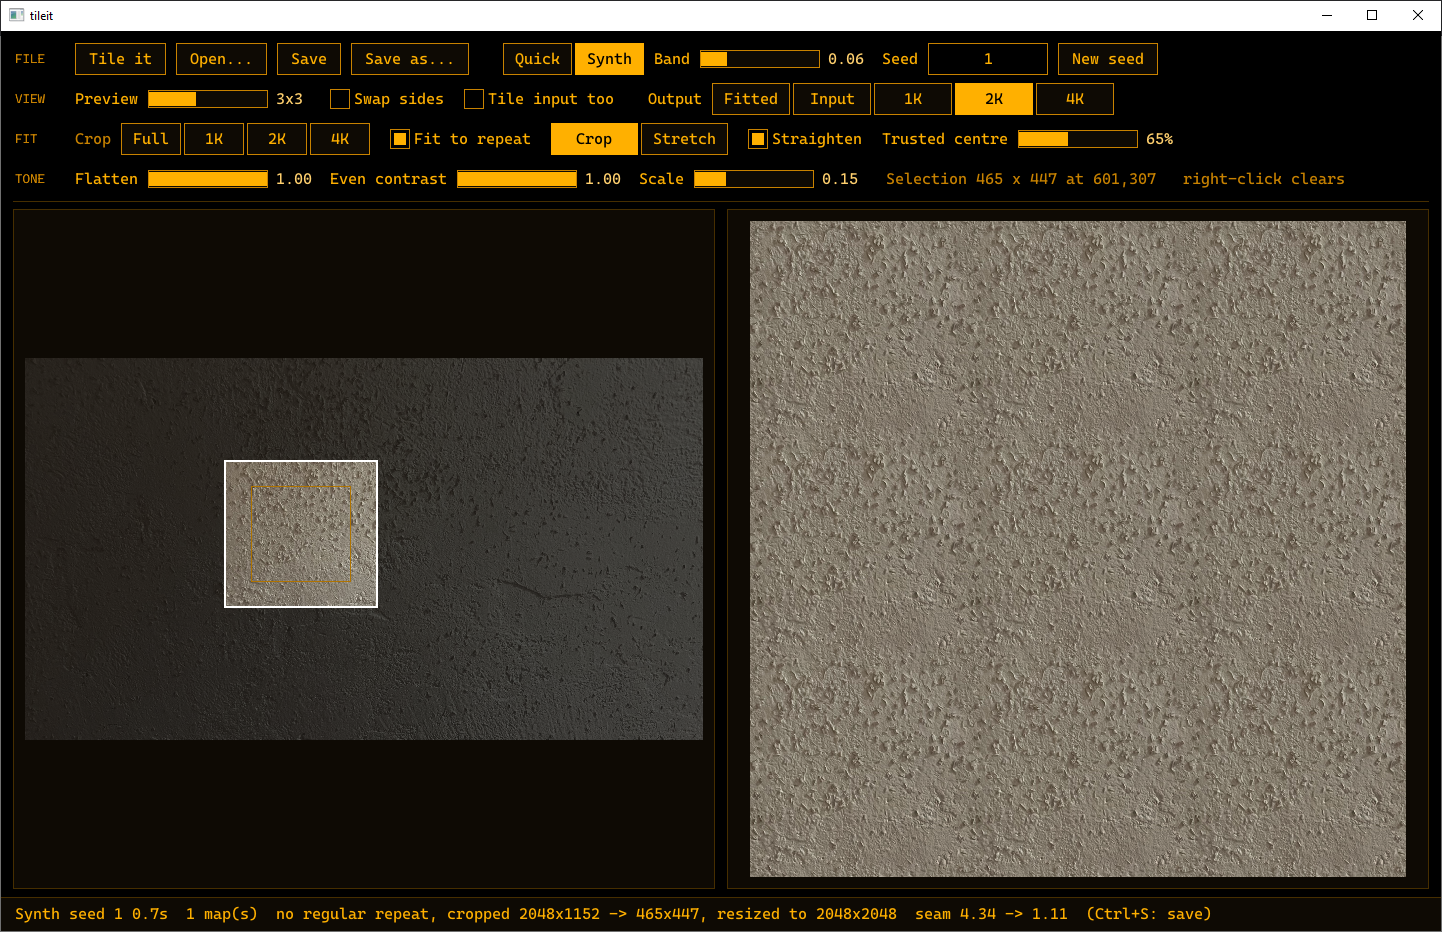 tileit
FILE Tile it Open... Save Save as... Quick Synth Band 0.06 Seed 1 New seed
VIEW Preview 3x3 Swap sides Tile input too Output Fitted Input 1K 2K 4K
FIT Crop Full 1K 2K 4K Fit to repeat Crop Stretch Straighten Trusted centre 65%
TONE Flatten 1.00 Even contrast 1.00 Scale 0.15 Selection 465 x 447 at 601,307 right-click clears
Synth seed 1 0.7s 1 map(s) no regular repeat, cropped 2048x1152 -> 465x447, resized to 2048x2048 seam 4.34 -> 1.11 (Ctrl+S: save)